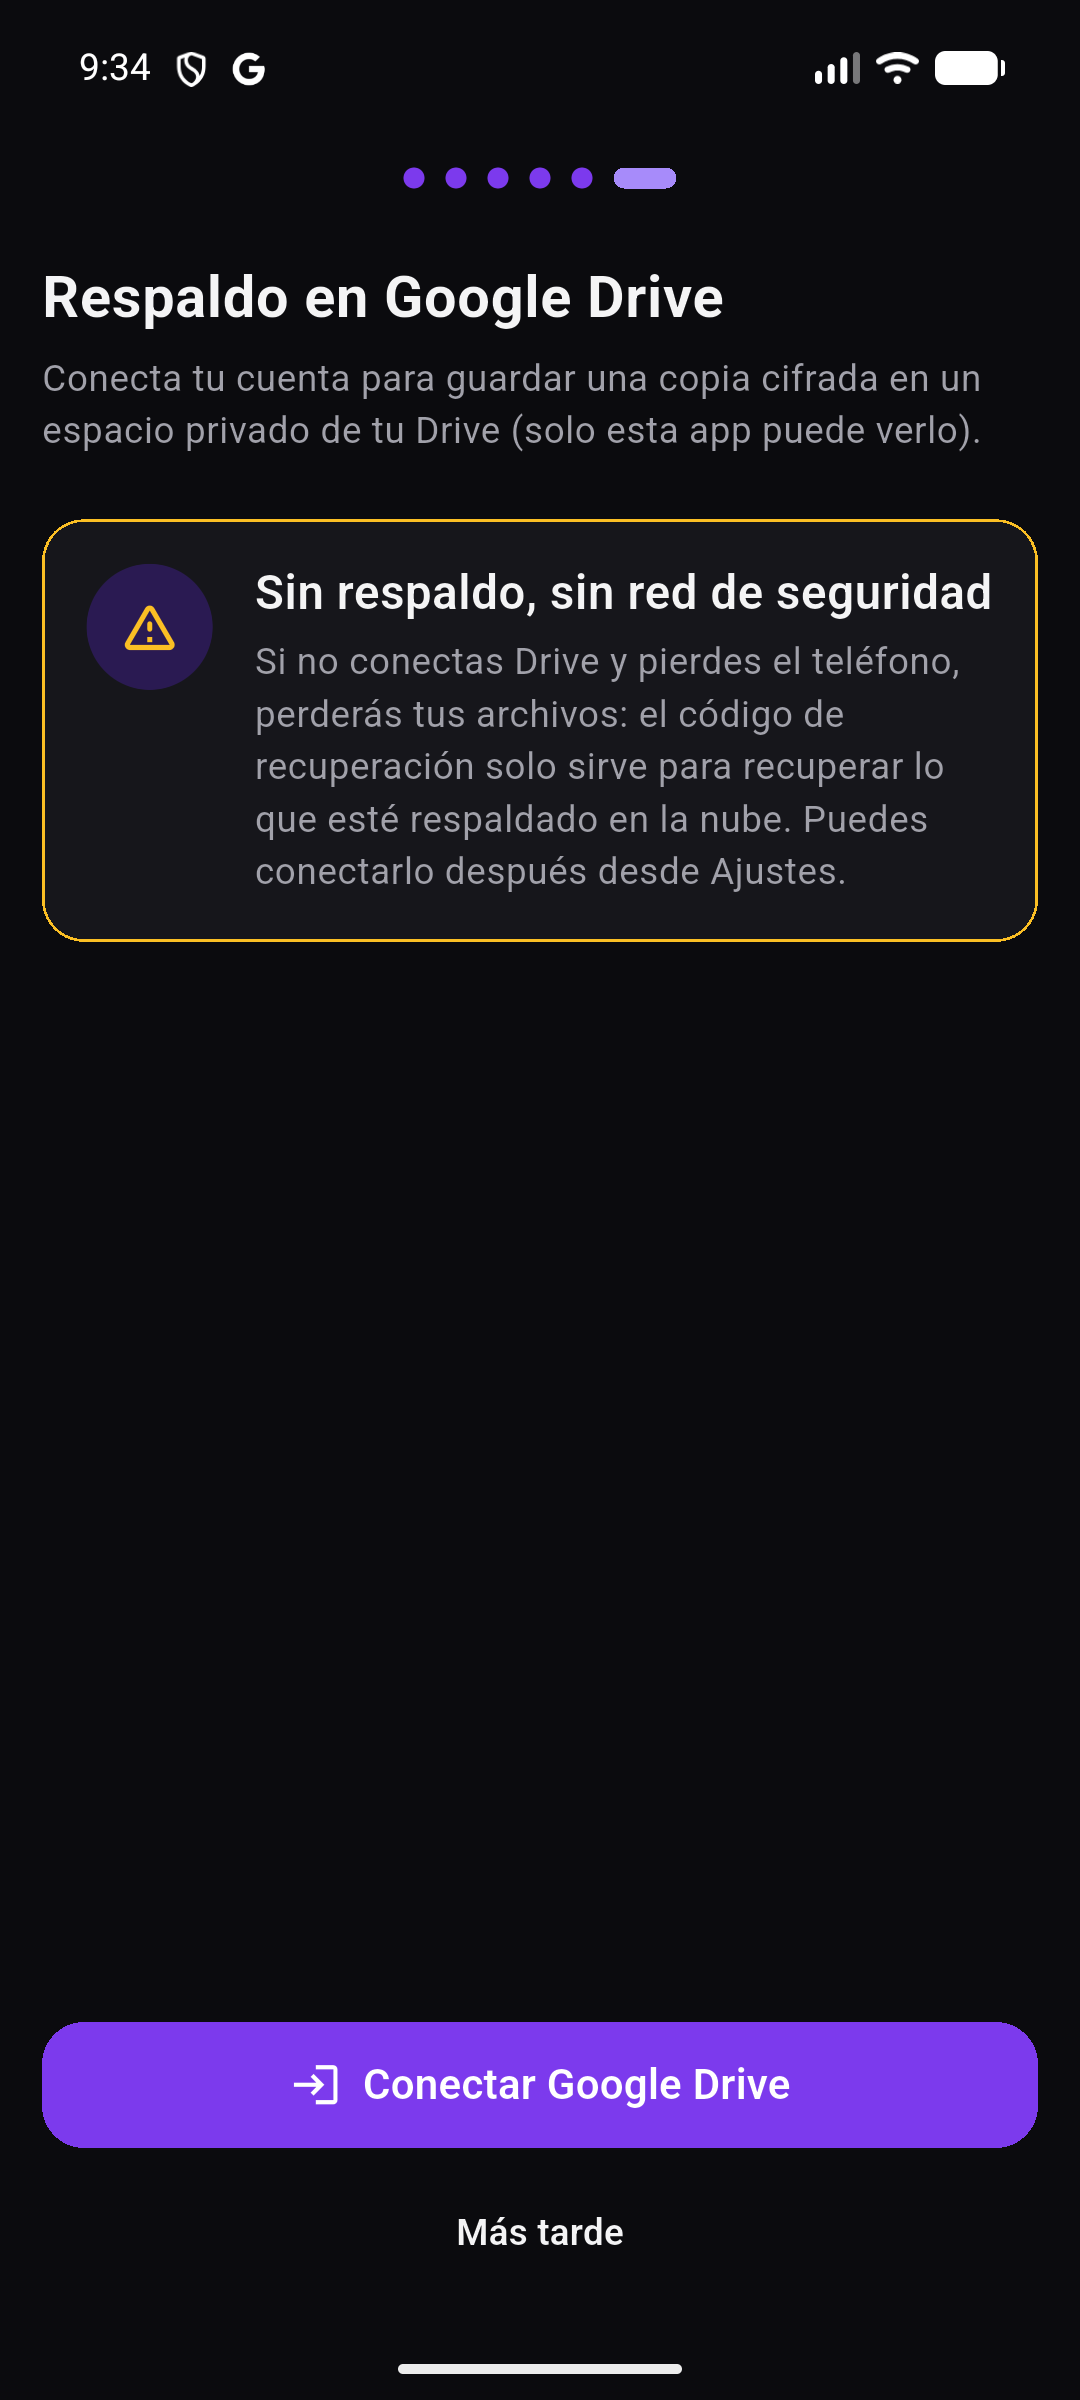 9:34
Respaldo en Google Drive
Conecta tu cuenta para guardar una copia cifrada en un
espacio privado de tu Drive (solo esta app puede verlo).
Sin respaldo, sin red de seguridad
Si no conectas Drive y pierdes el teléfono,
perderás tus archivos: el código de
recuperación solo sirve para recuperar lo
que esté respaldado en la nube. Puedes
conectarlo después desde Ajustes.
Conectar Google Drive
Más tarde